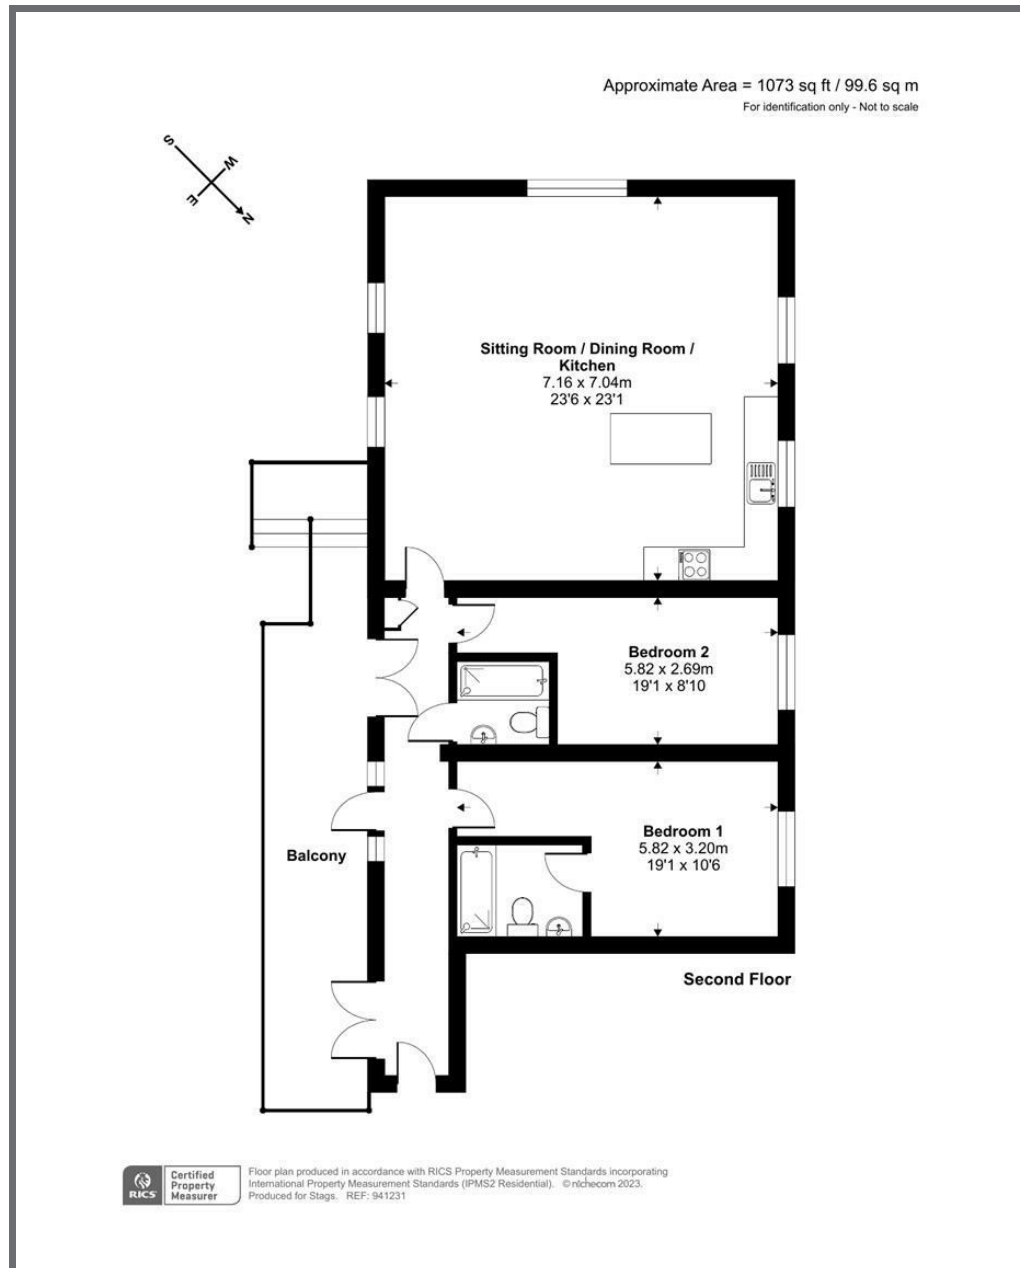 Approximate Area = 1073 sq ft / 99.6 sq m
For identification only - Not to scale
S
W
E
N
Sitting Room / Dining Room /
Kitchen
7.16 x 7.04m
23'6 x 23'1
Bedroom 2
5.82 x 2.69m
19'1 x 8'10
Bedroom 1
5.82 x 3.20m
19'1 x 10'6
Balcony
Second Floor
RICS
Certified
Property
Measurer
Floor plan produced in accordance with RICS Property Measurement Standards incorporating
International Property Measurement Standards (IPMS2 Residential). © nichecom 2023.
Produced for Stags. REF: 941231